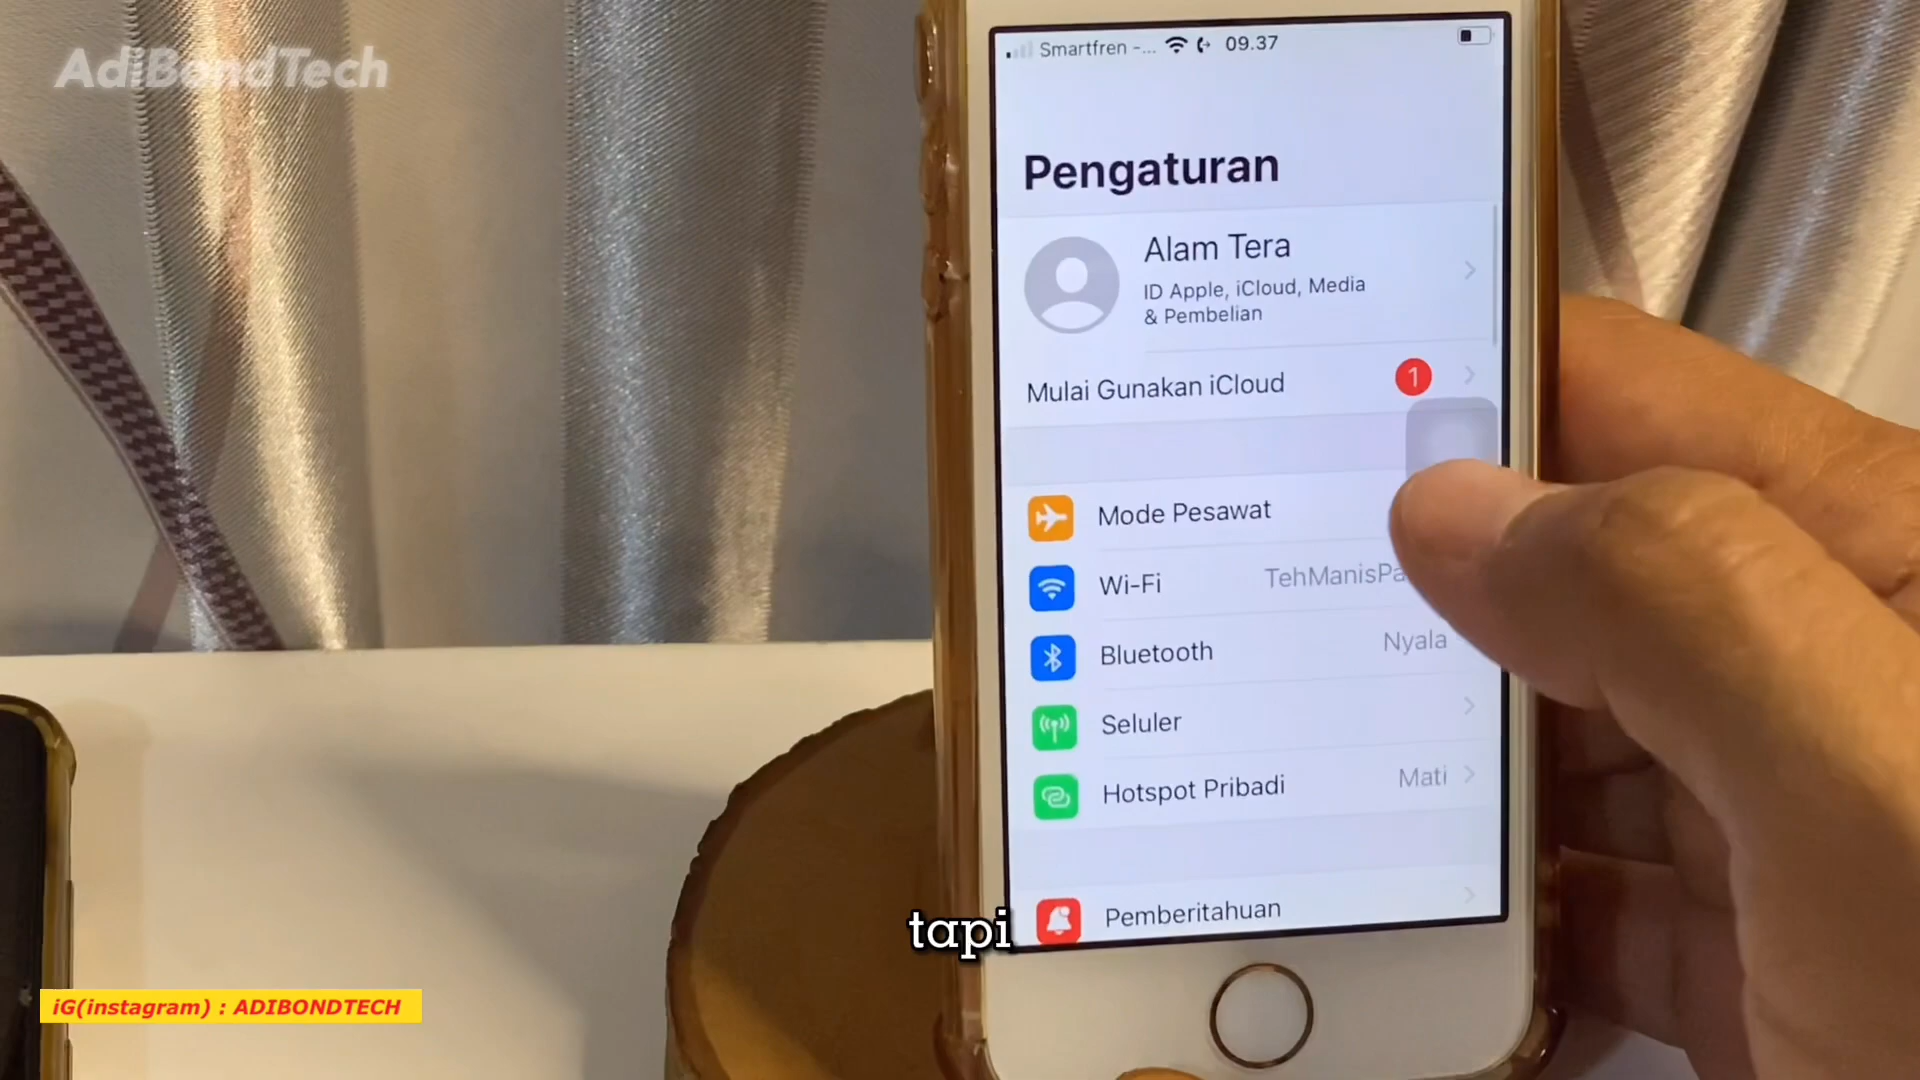 AdiBondTech
Smartfren -... 09.37
Pengaturan
Alam Tera
ID Apple, iCloud, Media
& Pembelian
Mulai Gunakan iCloud 1
Mode Pesawat
Wi-Fi TehManisPa
Bluetooth Nyala
Seluler
Hotspot Pribadi Mati
Pemberitahuan
tapi
iG(instagram) : ADIBONDTECH